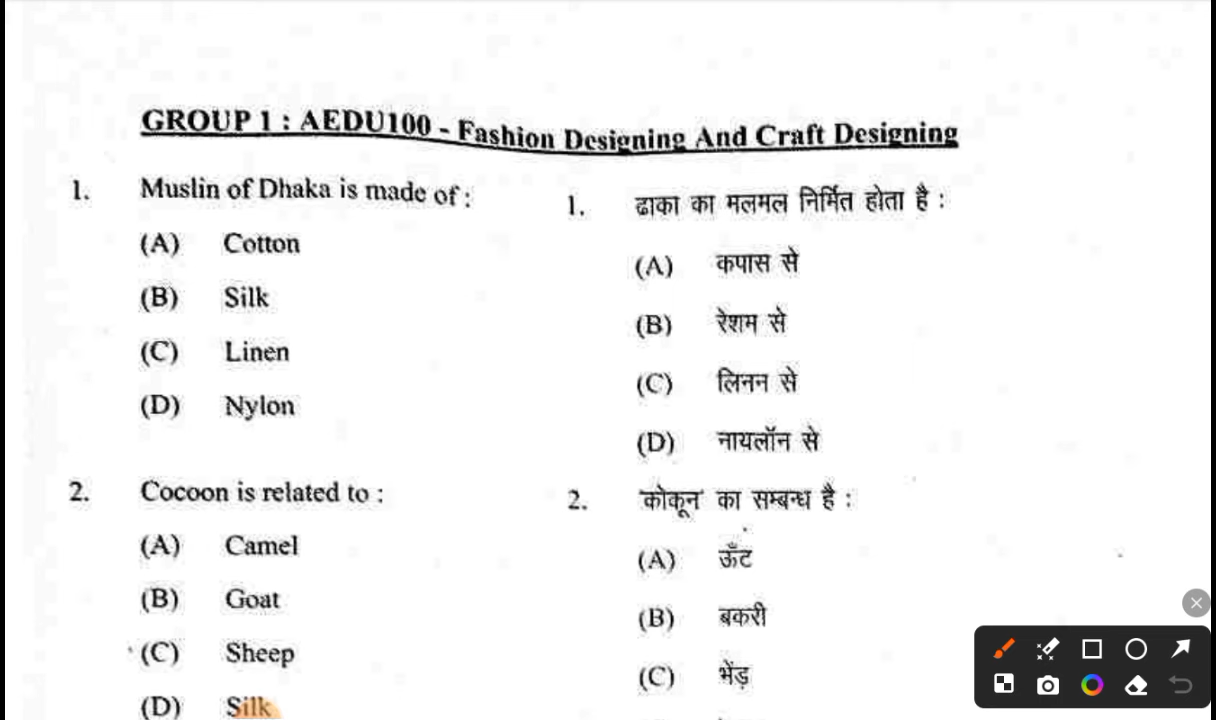 GROUP 1 : AEDU100 - Fashion Designing And Craft Designing
1. Muslin of Dhaka is made of :
(A) Cotton
(B) Silk
(C) Linen
(D) Nylon
2. Cocoon is related to :
(A) Camel
(B) Goat
(C) Sheep
(D) Silk
1. ढाका का मलमल निर्मित होता है :
(A) कपास से
(B) रेशम से
(C) लिनन से
(D) नायलॉन से
2. 'कोकून' का सम्बन्ध है :
(A) ऊँट
(B) बकरी
(C) भेंड़